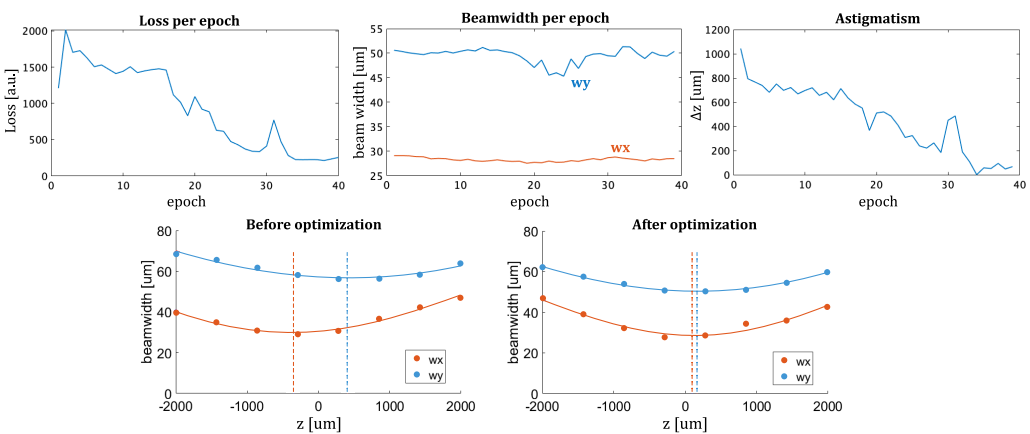 Loss per epoch
2000
1500
1000
500
0
0
10
20
30
40
Loss [a.u.]
epoch
Beamwidth per epoch
55
50
45
40
35
30
25
0
10
20
30
40
beam width [um]
wy
wx
epoch
Astigmatism
1200
1000
800
600
400
200
0
0
10
20
30
40
Δz [um]
epoch
Before optimization
80
60
40
20
0
-2000
-1000
0
1000
2000
beamwidth [um]
wx
wy
z [um]
After optimization
80
60
40
20
0
-2000
-1000
0
1000
2000
beamwidth [um]
wx
wy
z [um]